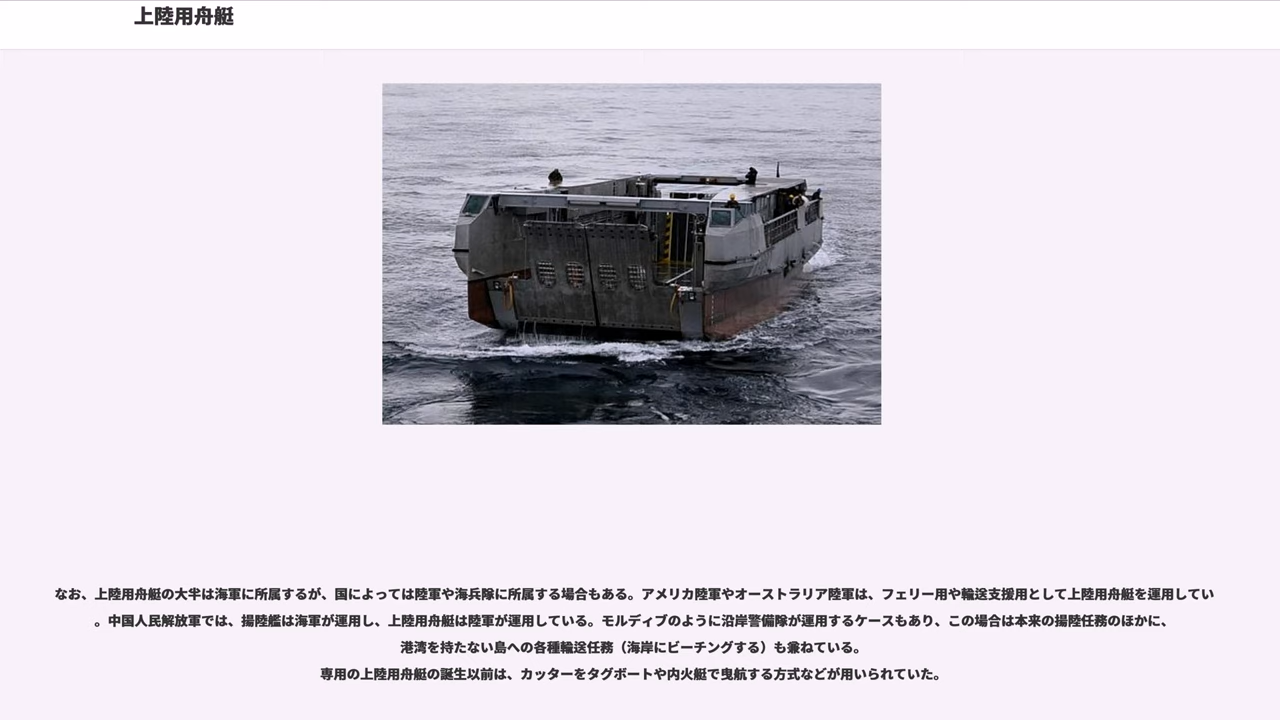 上陸用舟艇
なお、上陸用舟艇の大半は海軍に所属するが、国によっては陸軍や海兵隊に所属する場合もある。アメリカ陸軍やオーストラリア陸軍は、フェリー用や輸送支援用として上陸用舟艇を運用してい
。中国人民解放軍では、揚陸艦は海軍が運用し、上陸用舟艇は陸軍が運用している。モルディブのように沿岸警備隊が運用するケースもあり、この場合は本来の揚陸任務のほかに、
港湾を持たない島への各種輸送任務（海岸にビーチングする）も兼ねている。
専用の上陸用舟艇の誕生以前は、カッターをタグボートや内火艇で曳航する方式などが用いられていた。